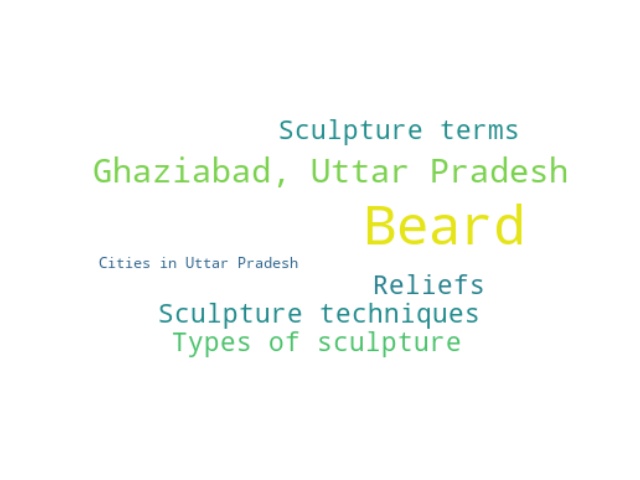 Sculpture terms
Ghaziabad, Uttar Pradesh
Beard
Cities in Uttar Pradesh
Reliefs
Sculpture techniques
Types of sculpture